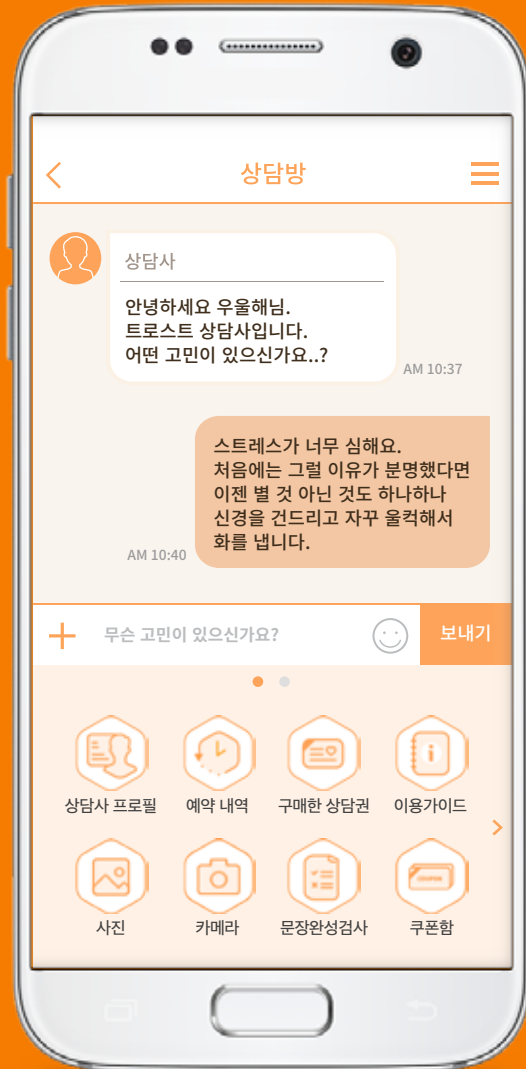 상담방
상담사
안녕하세요 우울해님.
트로스트 상담사입니다.
어떤 고민이 있으신가요..?
AM 10:37
스트레스가 너무 심해요.
처음에는 그럴 이유가 분명했다면
이젠 별 것 아닌 것도 하나하나
신경을 건드리고 자꾸 울컥해서
화를 냅니다.
AM 10:40
무슨 고민이 있으신가요?
보내기
상담사 프로필
예약 내역
구매한 상담권
이용가이드
사진
카메라
문장완성검사
COUPON
쿠폰함